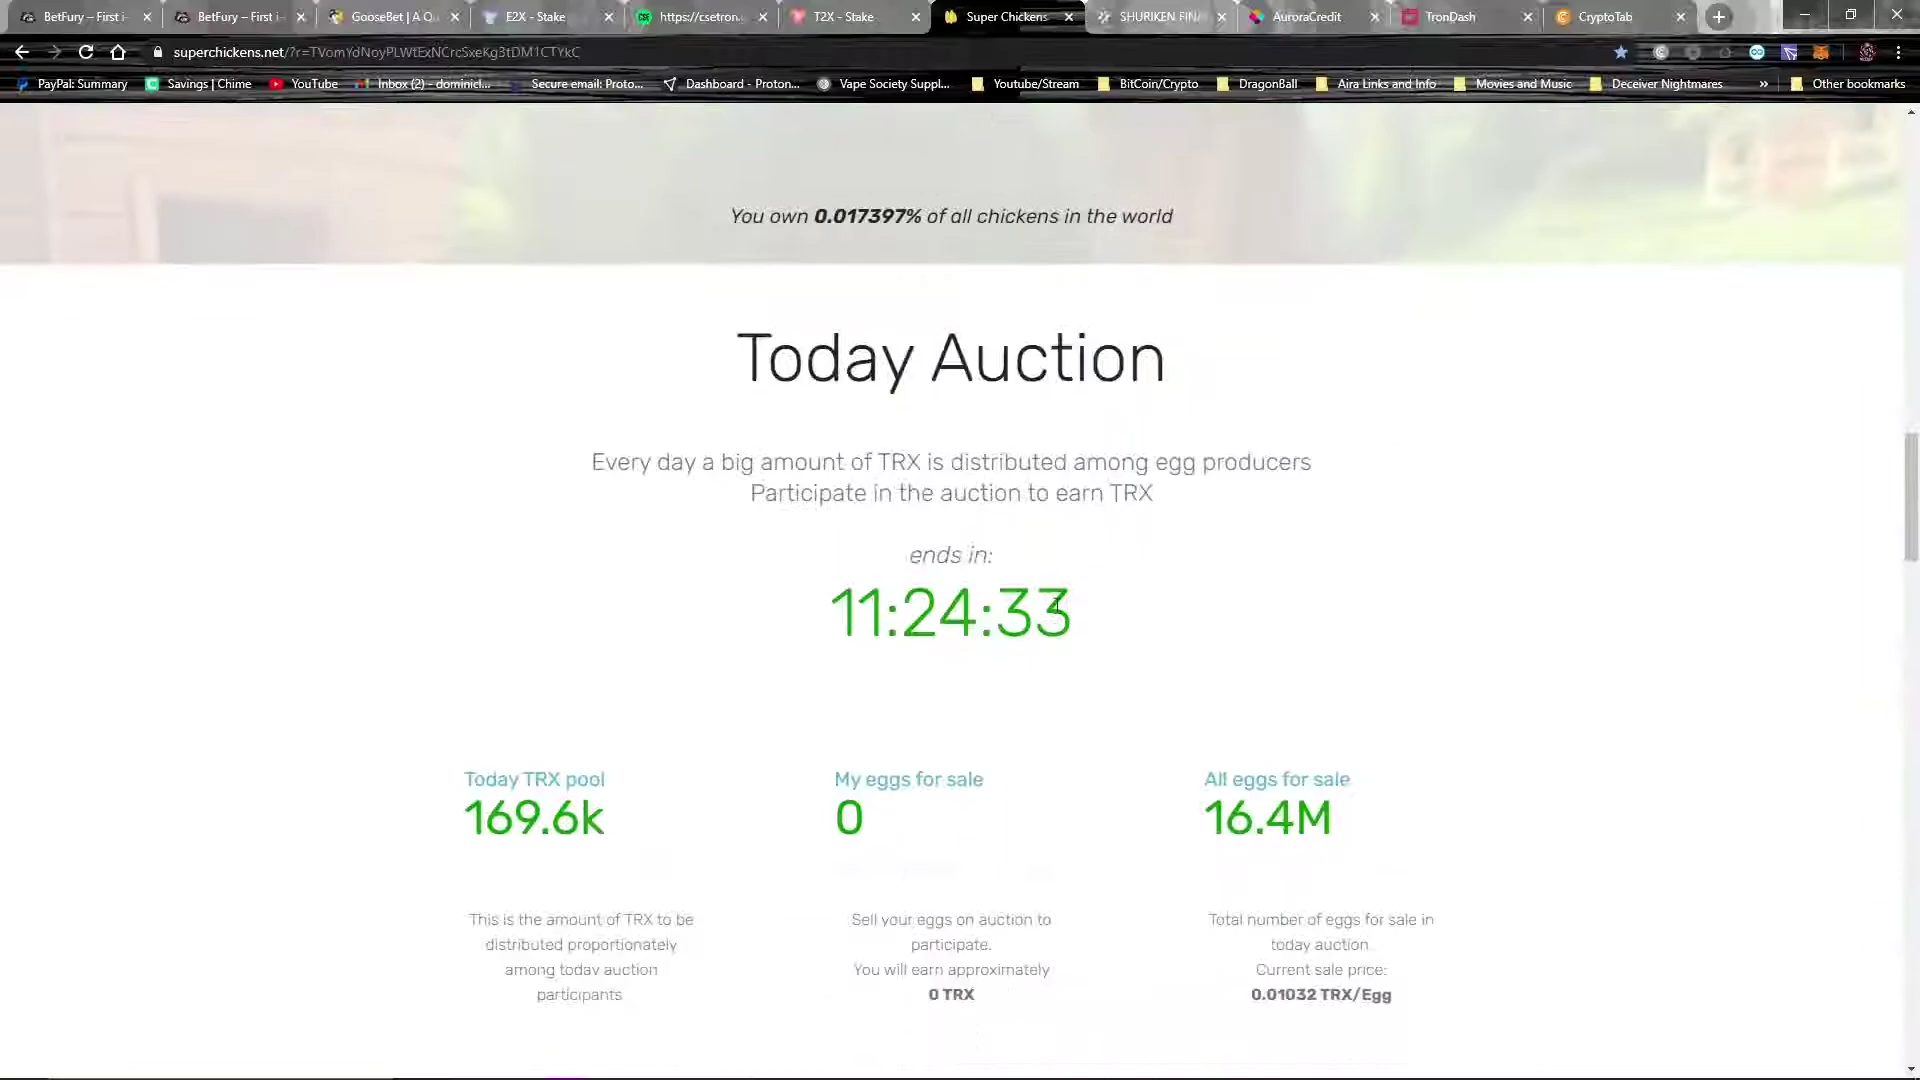 BetFury – First i
BetFury – First i
GooseBet | A Q
E2X - Stake
https://csetron.
T2X - Stake
Super Chickens
SHURIKEN FINA
AuroraCredit
TronDash
CryptoTab
superchickens.net/?r=TVomYdNoyPLWtExNCrcSxeKg3tDM1CTYkC
PayPal: Summary
Savings | Chime
YouTube
Inbox (2) - dominicl...
Secure email: Proto...
Dashboard - Proton...
Vape Society Suppl...
Youtube/Stream
BitCoin/Crypto
DragonBall
Aira Links and Info
Movies and Music
Deceiver Nightmares
»
Other bookmarks
You own 0.017397% of all chickens in the world
Today Auction
Every day a big amount of TRX is distributed among egg producers
Participate in the auction to earn TRX
ends in:
11:24:33
Today TRX pool
169.6k
This is the amount of TRX to be
distributed proportionately
among today auction
participants
My eggs for sale
0
Sell your eggs on auction to
participate.
You will earn approximately
0 TRX
All eggs for sale
16.4M
Total number of eggs for sale in
today auction.
Current sale price:
0.01032 TRX/Egg